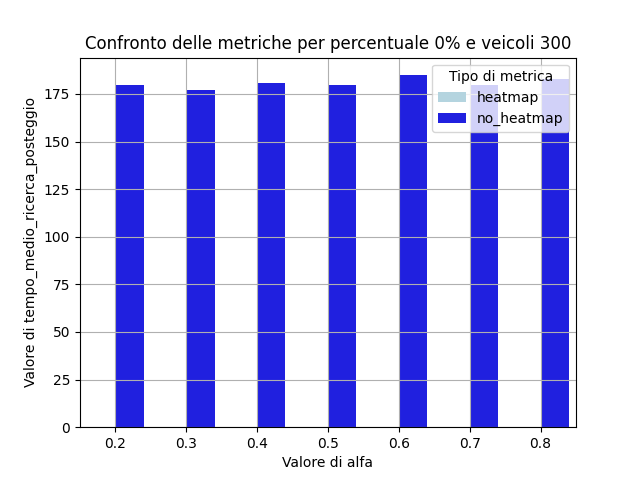 Confronto delle metriche per percentuale 0% e veicoli 300
Tipo di metrica
heatmap
no_heatmap
Valore di tempo_medio_ricerca_posteggio
175
150
125
100
75
50
25
0
0.2 0.3 0.4 0.5 0.6 0.7 0.8
Valore di alfa